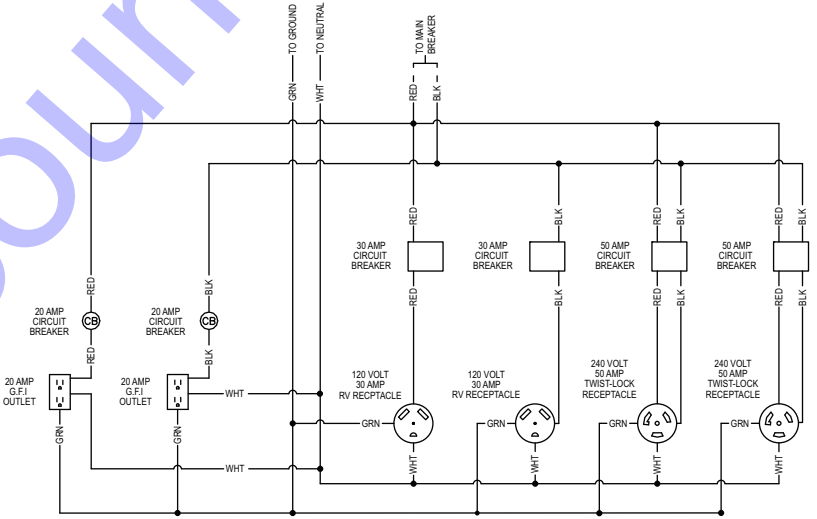 TO GROUND
TO NEUTRAL
TO MAIN
BREAKER
GRN
WHT
RED
BLK
RED
BLK
RED
BLK
RED
BLK
30 AMP
CIRCUIT
BREAKER
30 AMP
CIRCUIT
BREAKER
50 AMP
CIRCUIT
BREAKER
50 AMP
CIRCUIT
BREAKER
RED
BLK
RED
BLK
RED
BLK
RED
BLK
20 AMP
CIRCUIT
BREAKER
CB
20 AMP
CIRCUIT
BREAKER
CB
RED
BLK
20 AMP
G.F.I
OUTLET
20 AMP
G.F.I
OUTLET
120 VOLT
30 AMP
RV RECPTACLE
120 VOLT
30 AMP
RV RECEPTACLE
240 VOLT
50 AMP
TWIST-LOCK
RECEPTACLE
240 VOLT
50 AMP
TWIST-LOCK
RECEPTACLE
WHT
GRN
GRN
GRN
GRN
GRN
GRN
WHT
WHT
WHT
WHT
WHT
oun